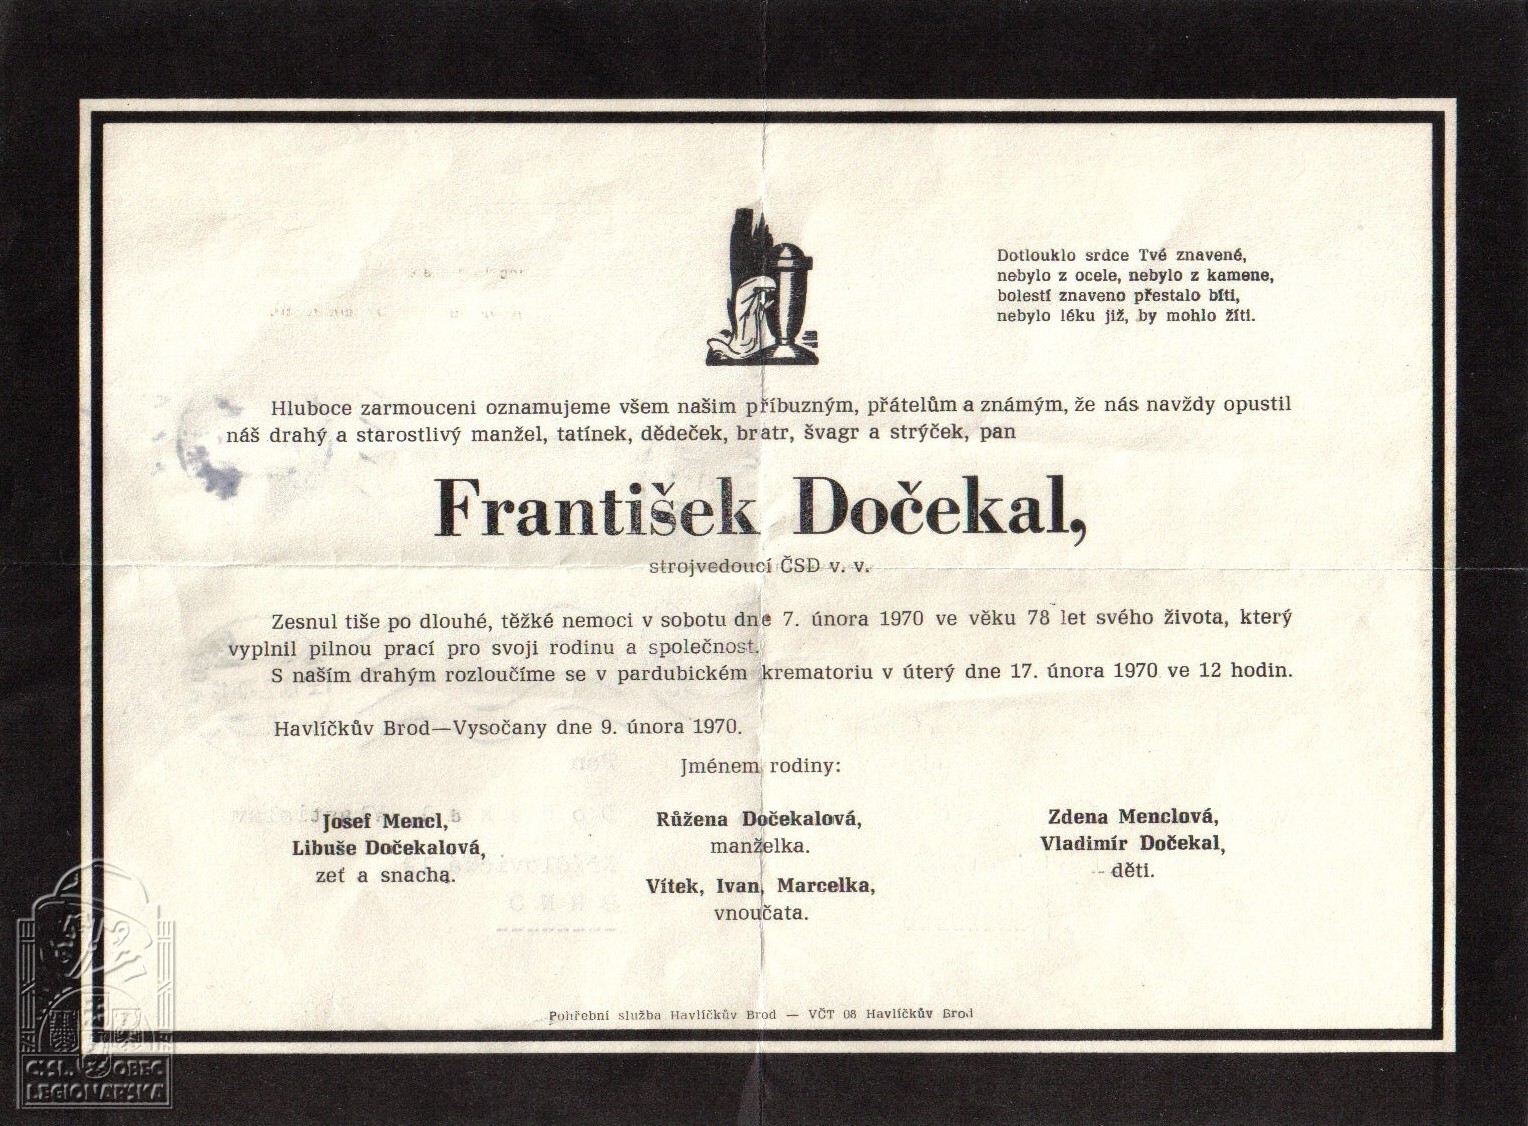 Dotlouklo srdce Tvé znavené,
nebylo z ocele, nebylo z kamene,
bolestí znaveno přestalo bíti,
nebylo léku již, by mohlo žíti.
Hluboce zarmouceni oznamujeme všem našim příbuzným, přátelům a známým, že nás navždy opustil
náš drahý a starostlivý manžel, tatínek, dědeček, bratr, švagr a strýček, pan
František Dočekal,
strojvedoucí ČSD v. v.
Zesnul tiše po dlouhé, těžké nemoci v sobotu dne 7. února 1970 ve věku 78 let svého života, který
vyplnil pilnou prací pro svoji rodinu a společnost.
S naším drahým rozloučíme se v pardubickém krematoriu v úterý dne 17. února 1970 ve 12 hodin.
Havlíčkův Brod—Vysočany dne 9. února 1970.
Jménem rodiny:
Josef Mencl,
Libuše Dočekalová,
zeť a snacha.
Růžena Dočekalová,
manželka.
Vítek, Ivan, Marcelka,
vnoučata.
Zdena Menclová,
Vladimír Dočekal,
děti.
Pohřební služba Havlíčkův Brod — VČT 08 Havlíčkův Brod
Č.SL. OBEC
LEGIONÁŘSKÁ